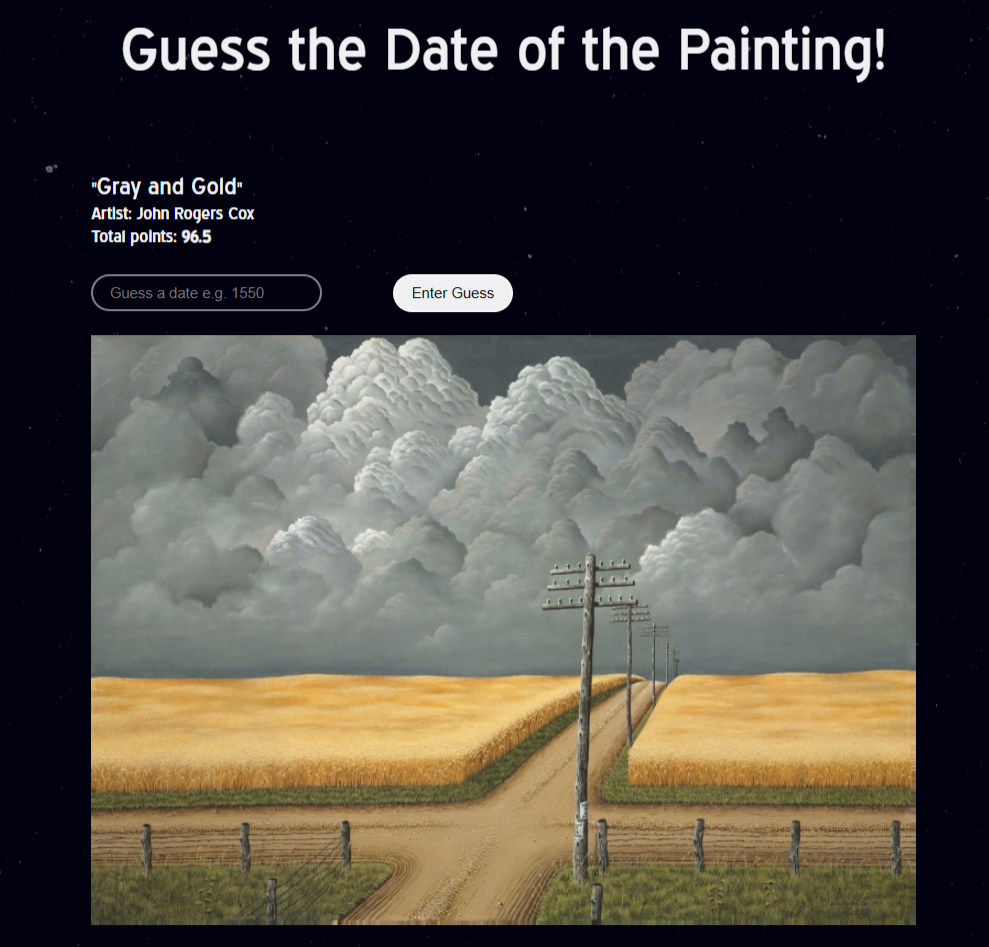 Guess the Date of the Painting!
"Gray and Gold"
Artist: John Rogers Cox
Total points: 96.5
Guess a date e.g. 1550
Enter Guess